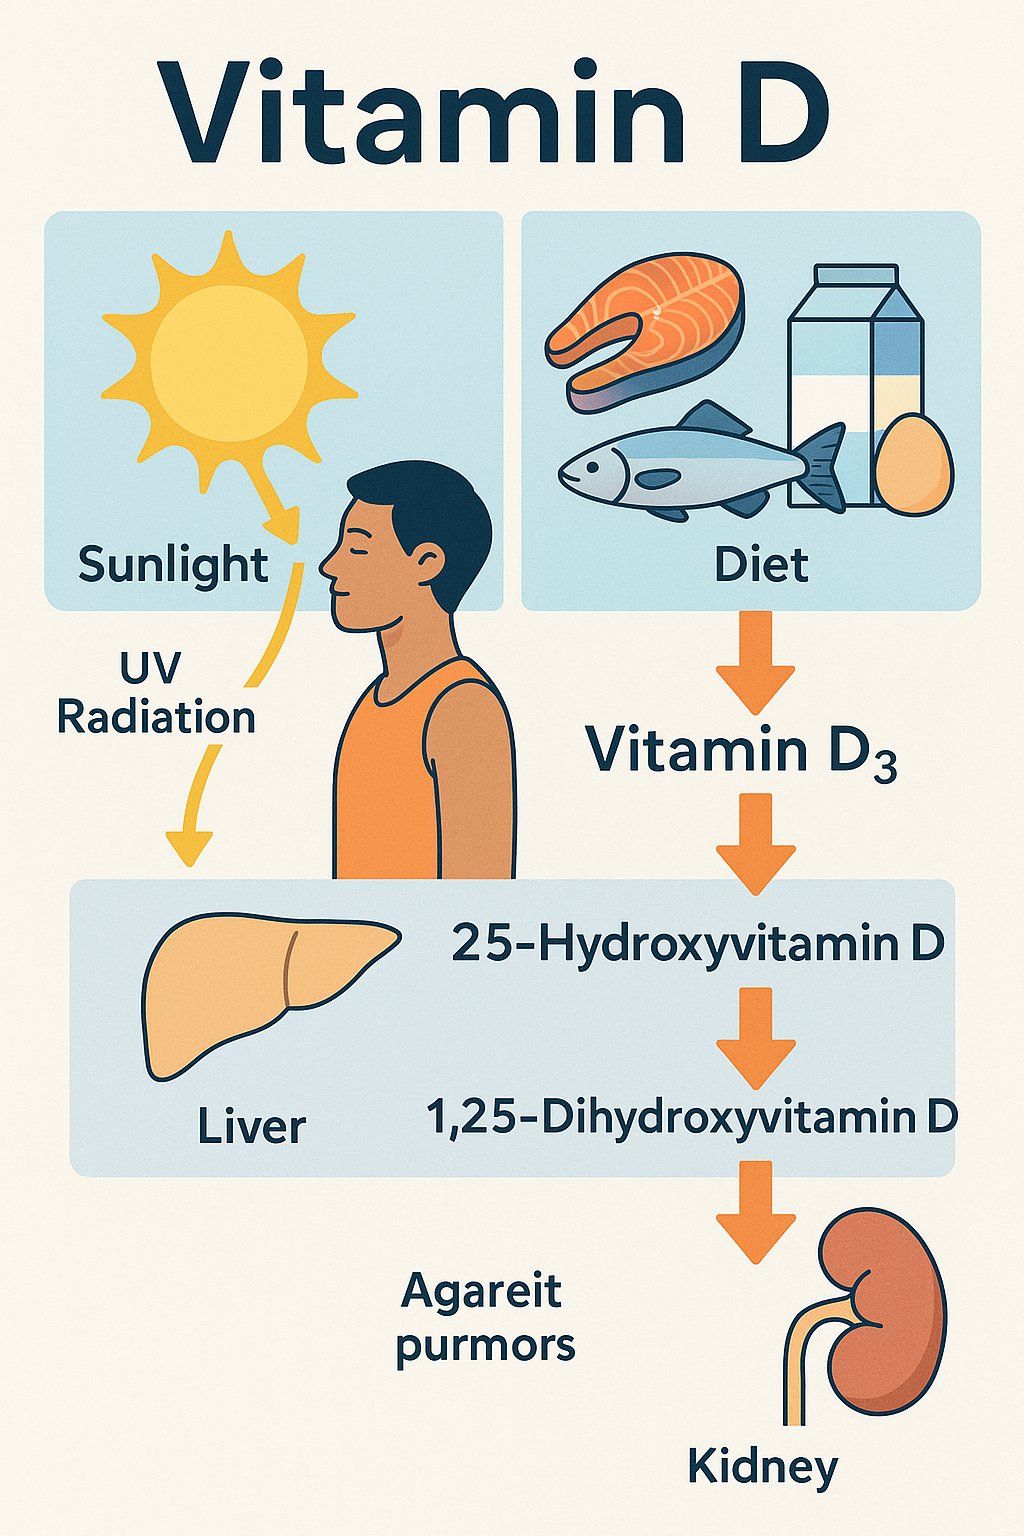 Vitamin D
Sunlight
Diet
UV
Radiation
Vitamin D₃
25-Hydroxyvitamin D
Liver
1,25-Dihydroxyvitamin D
Agareit
purmors
Kidney